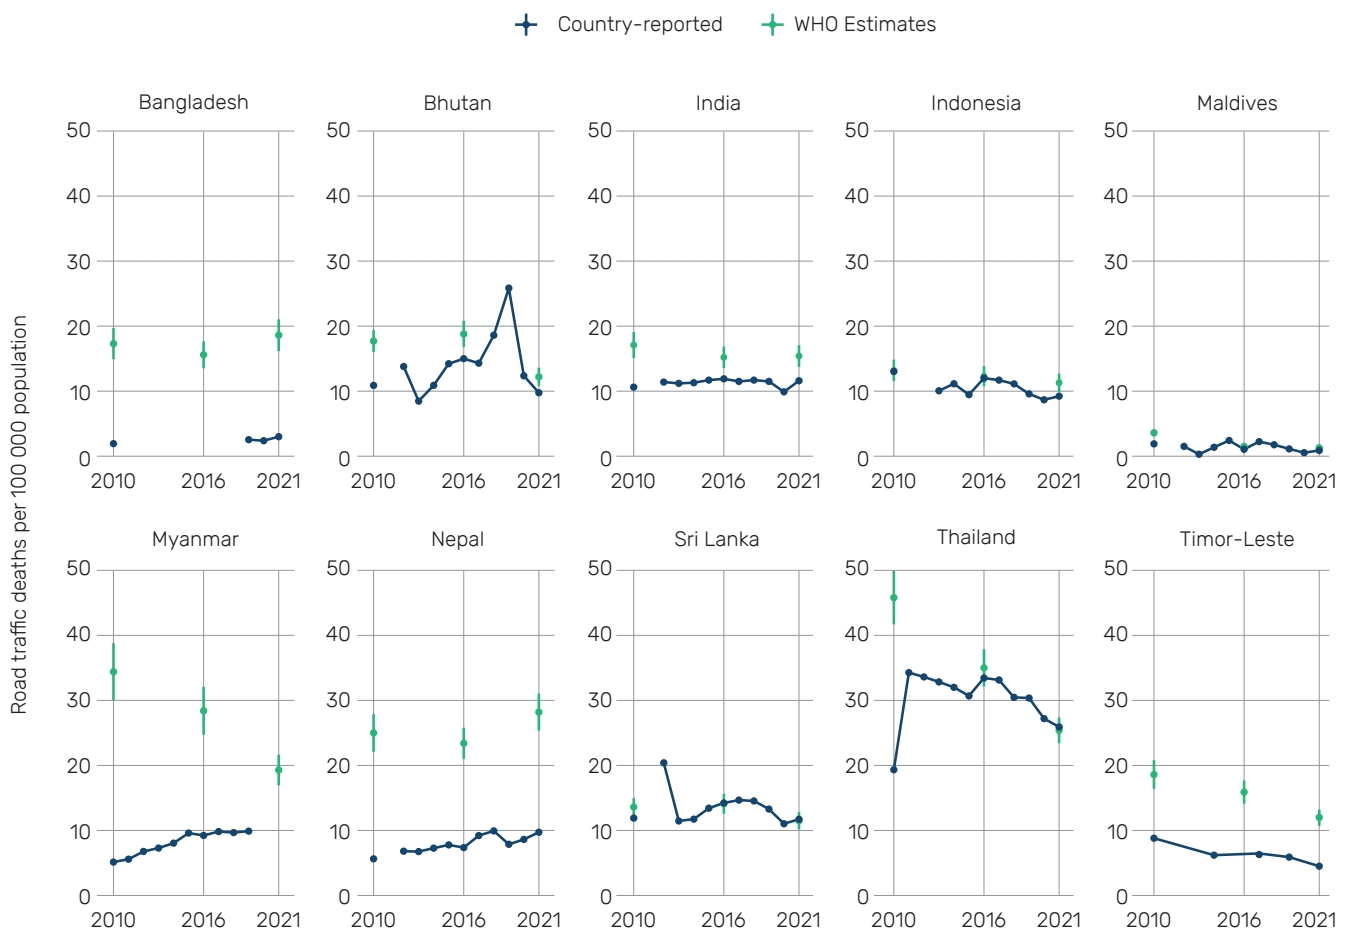 Country-reported WHO Estimates
Road traffic deaths per 100 000 population
Bangladesh Bhutan India Indonesia Maldives
50 50 50 50 50
40 40 40 40 40
30 30 30 30 30
20 20 20 20 20
10 10 10 10 10
0 0 0 0 0
2010 2016 2021 2010 2016 2021 2010 2016 2021 2010 2016 2021 2010 2016 2021
Myanmar Nepal Sri Lanka Thailand Timor-Leste
50 50 50 50 50
40 40 40 40 40
30 30 30 30 30
20 20 20 20 20
10 10 10 10 10
0 0 0 0 0
2010 2016 2021 2010 2016 2021 2010 2016 2021 2010 2016 2021 2010 2016 2021